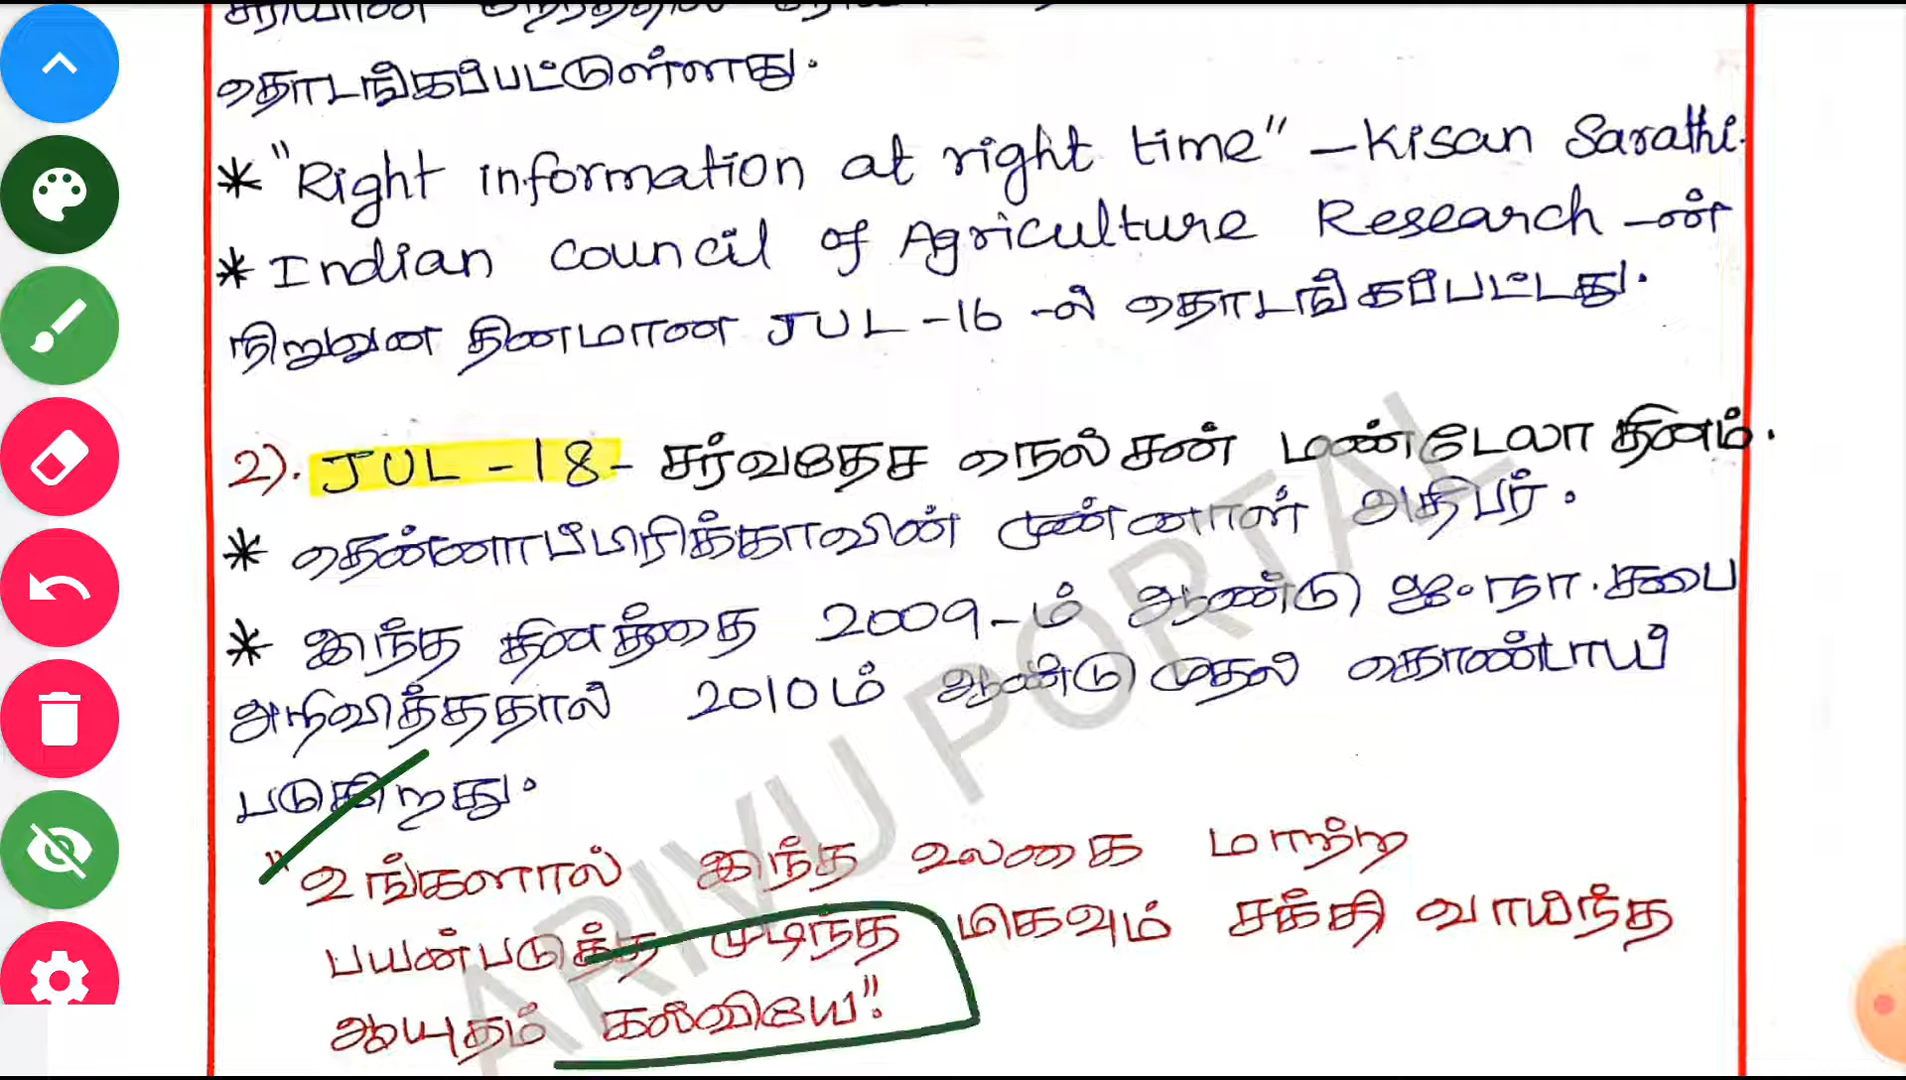 தொடங்கப்பட்டுள்ளாது.
* "Right information at right time" - Kisan Sarathi.
* Indian council of Agriculture Research -ன்
நிறுவன தினமான JUL -16 -ல் தொடங்கப்பட்டது.
2). JUL - 18 - சர்வதேச நெல்சன் மண்டேலா தினம்.
* தென்னாப்பிரிக்காவின் முன்னாள் அதிபர்.
* இந்த தினத்தை 2009-ம் ஆண்டு ஐ.நா.சபை
அறிவித்ததால் 2010ம் ஆண்டு முதல் கொண்டாப்
படுகிறது.
"உங்களால் இந்த உலகை மாற்ற
பயன்படுத்த முடிந்த மிகவும் சக்தி வாய்ந்த
ஆயுதம் கல்வியே".
ARIVU PORTAL